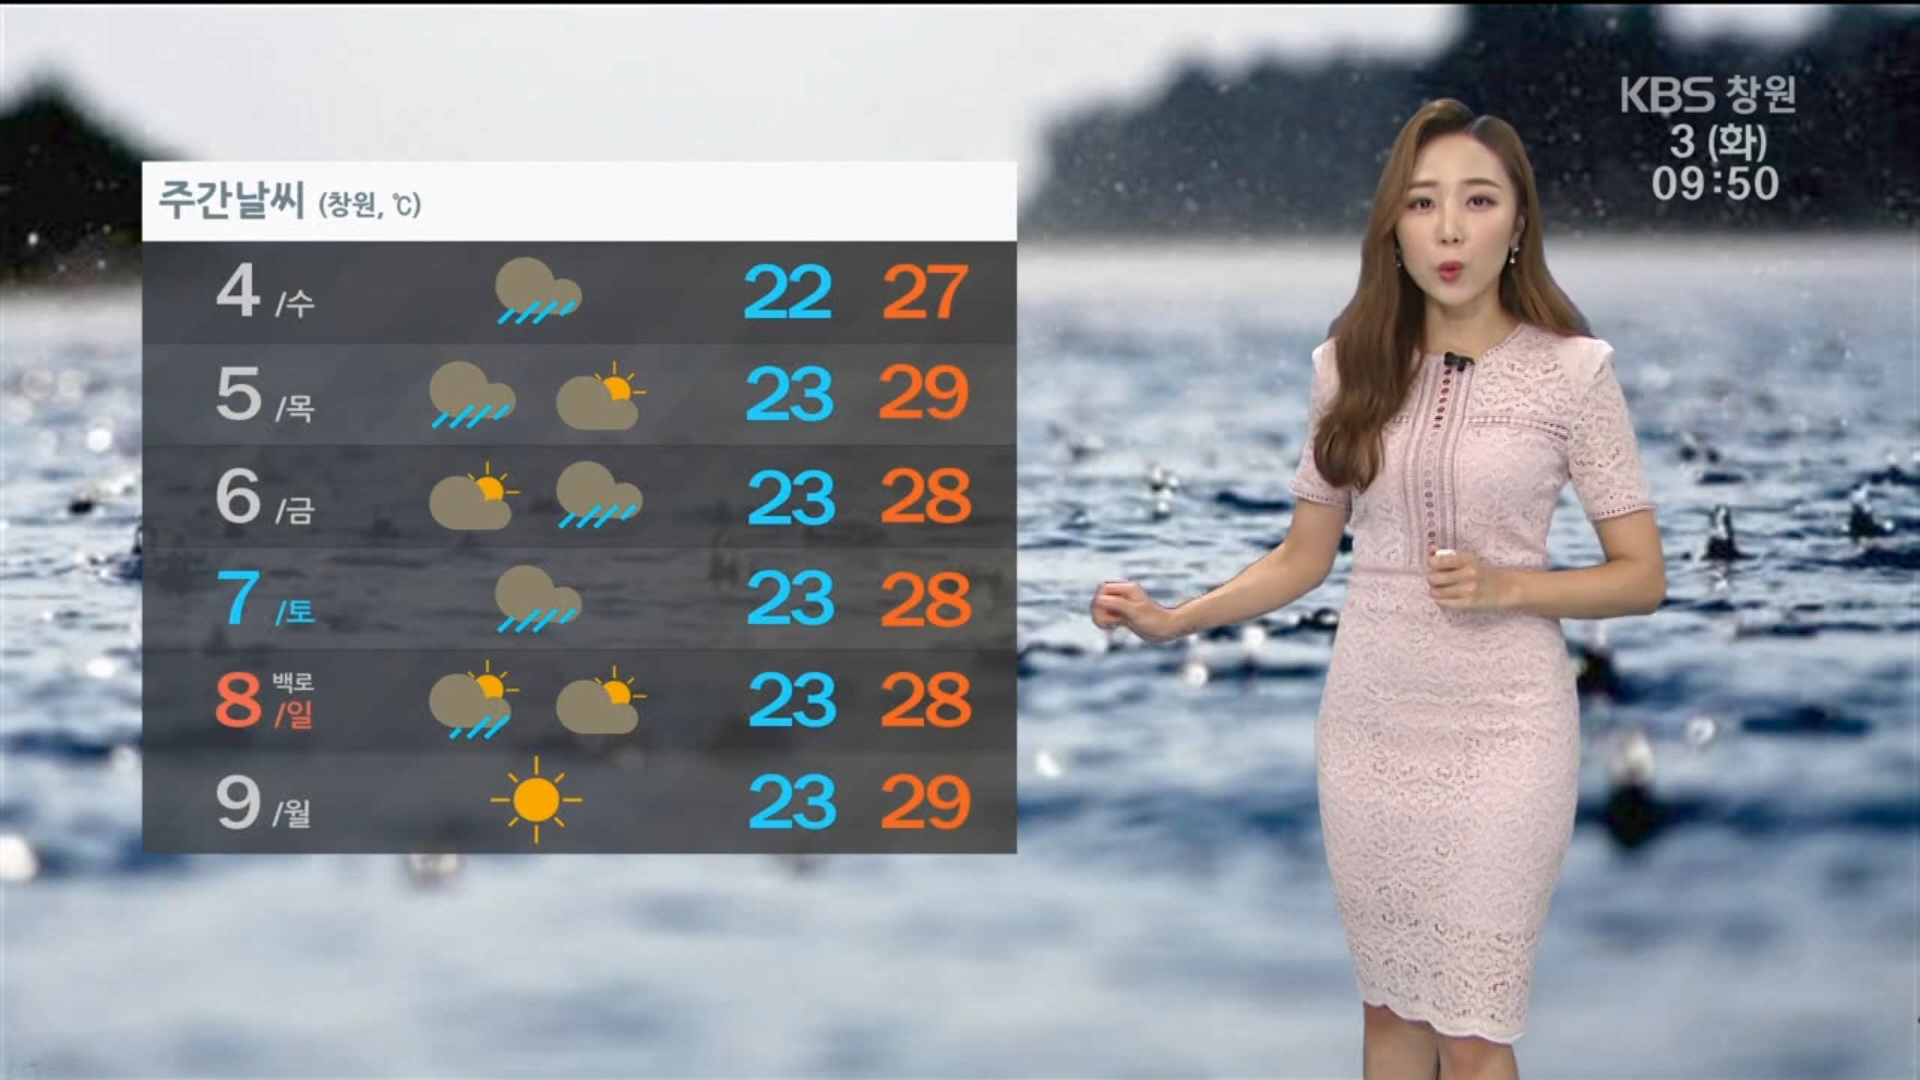 KBS 창원
3 (화)
09:50
주간날씨 (창원, ℃)
4 /수 22 27
5 /목 23 29
6 /금 23 28
7 /토 23 28
8 백로 /일 23 28
9 /월 23 29